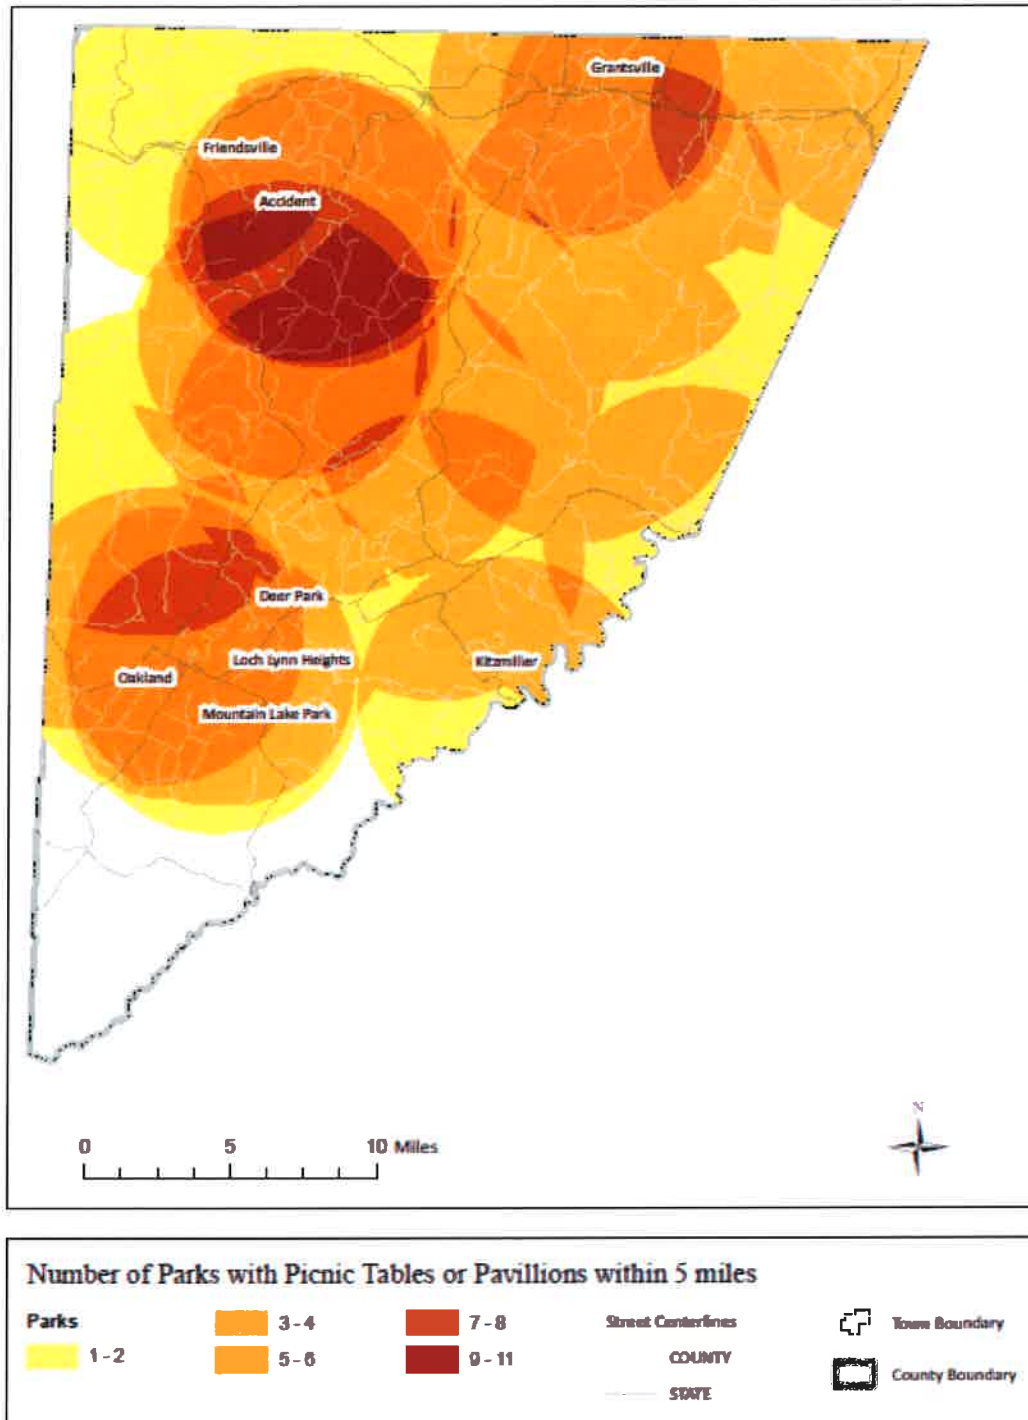 Grantsville
Friendsville
Accident
Deer Park
Loch Lynn Heights
Kitzmiller
Oakland
Mountain Lake Park
N
0 5 10 Miles
Number of Parks with Picnic Tables or Pavillions within 5 miles
Parks
1 - 2
3 - 4
5 - 6
7 - 8
9 - 11
Street Centerlines
COUNTY
STATE
Town Boundary
County Boundary